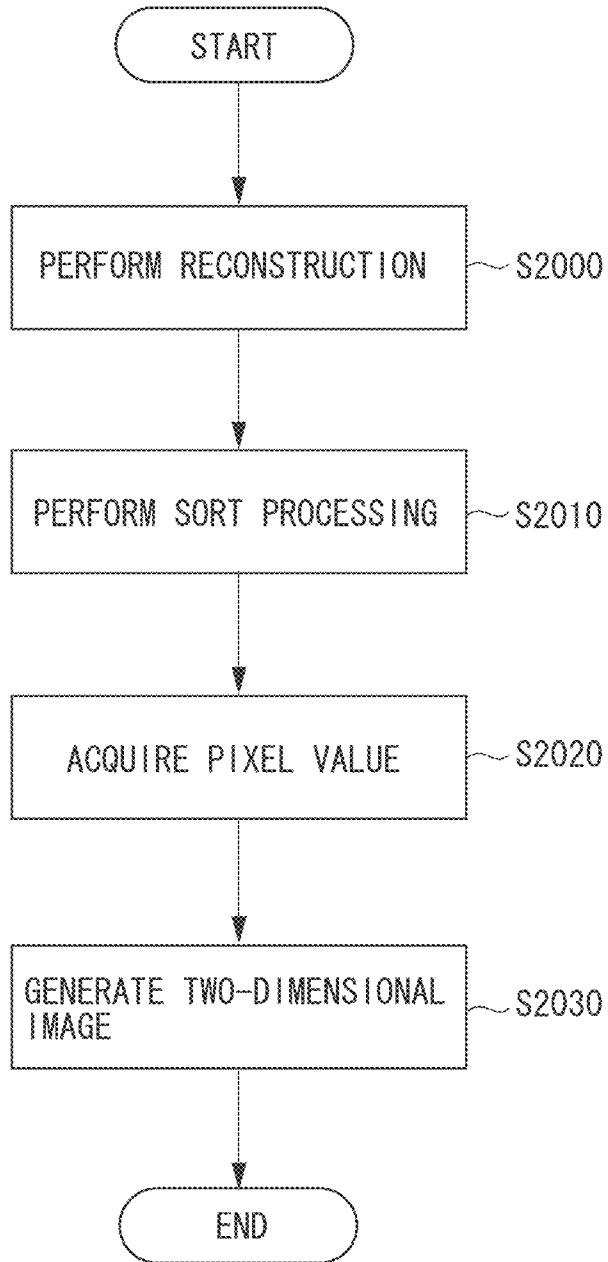 START
PERFORM RECONSTRUCTION
S2000
PERFORM SORT PROCESSING
S2010
ACQUIRE PIXEL VALUE
S2020
GENERATE TWO-DIMENSIONAL
IMAGE
S2030
END